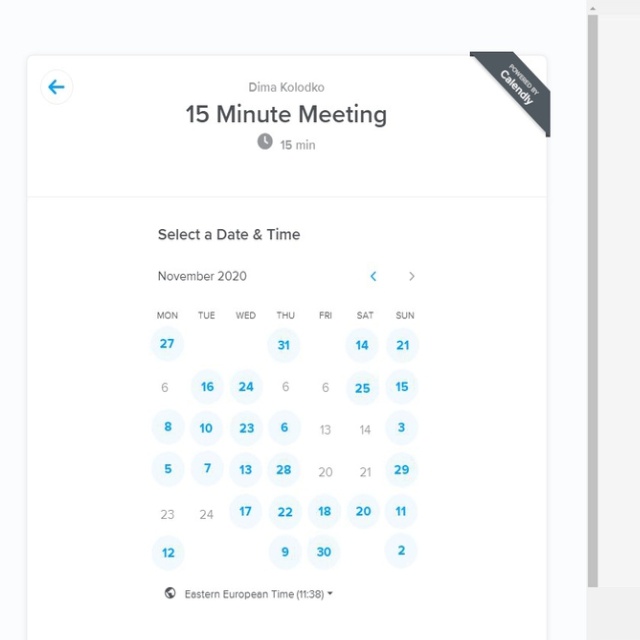 POWERED BY
Calendly
Dima Kolodko
15 Minute Meeting
15 min
Select a Date & Time
November 2020
MON TUE WED THU FRI SAT SUN
27 31 14 21
6 16 24 6 6 25 15
8 10 23 6 13 14 3
5 7 13 28 20 21 29
23 24 17 22 18 20 11
12 9 30 2
Eastern European Time (11:38)